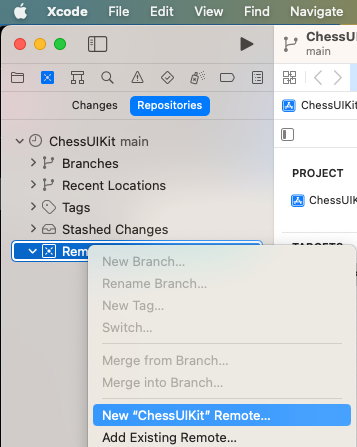 Xcode File Edit View Find Navigate
ChessUI
main
Changes Repositories
ChessUIKit
ChessUIKit main
Branches
Recent Locations
Tags
Stashed Changes
Rem
PROJECT
ChessUIK
TARGETS
New Branch...
Rename Branch...
New Tag...
Switch...
Merge from Branch...
Merge into Branch...
New “ChessUIKit” Remote...
Add Existing Remote...